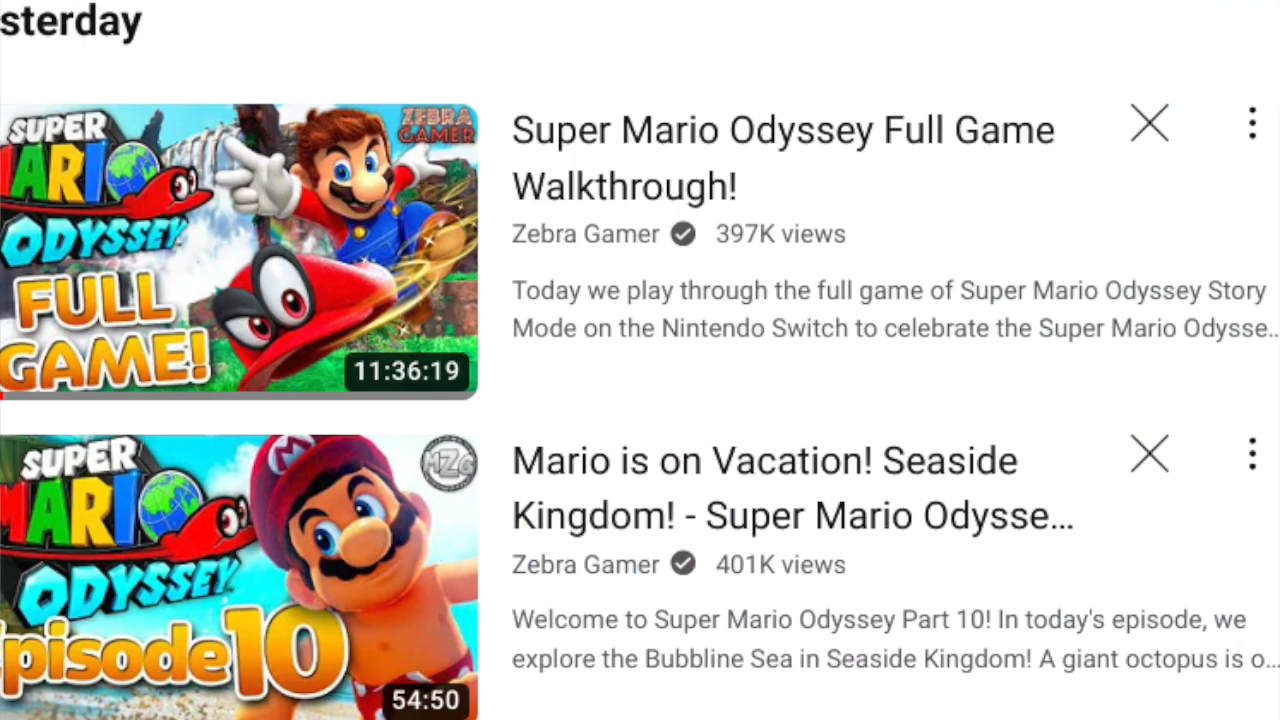 sterday
SUPER
MARIO
ODYSSEY
FULL
GAME!
ZEBRA
GAMER
11:36:19
Super Mario Odyssey Full Game
Walkthrough!
Zebra Gamer 397K views
Today we play through the full game of Super Mario Odyssey Story
Mode on the Nintendo Switch to celebrate the Super Mario Odysse...
SUPER
MARIO
ODYSSEY
Episode 10
MZG
54:50
Mario is on Vacation! Seaside
Kingdom! - Super Mario Odysse...
Zebra Gamer 401K views
Welcome to Super Mario Odyssey Part 10! In today's episode, we
explore the Bubbline Sea in Seaside Kingdom! A giant octopus is o...